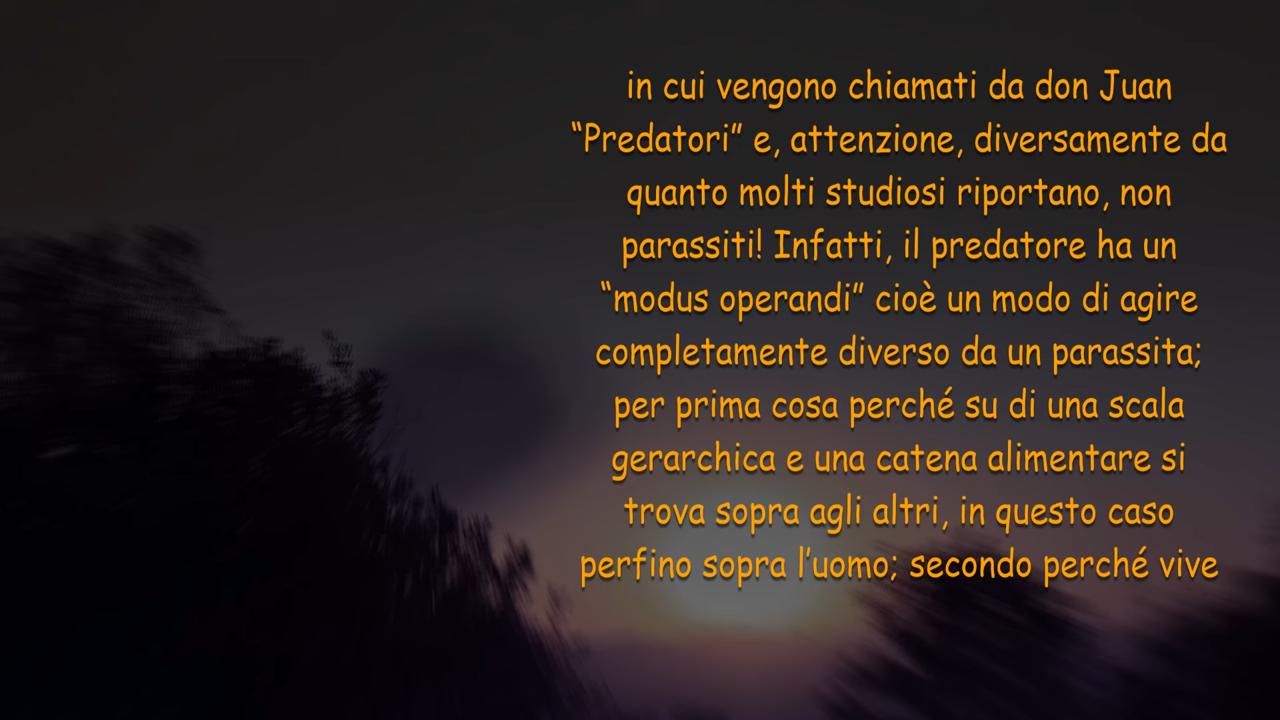 in cui vengono chiamati da don Juan
“Predatori” e, attenzione, diversamente da
quanto molti studiosi riportano, non
parassiti! Infatti, il predatore ha un
“modus operandi” cioè un modo di agire
completamente diverso da un parassita;
per prima cosa perché su di una scala
gerarchica e una catena alimentare si
trova sopra agli altri, in questo caso
perfino sopra l’uomo; secondo perché vive